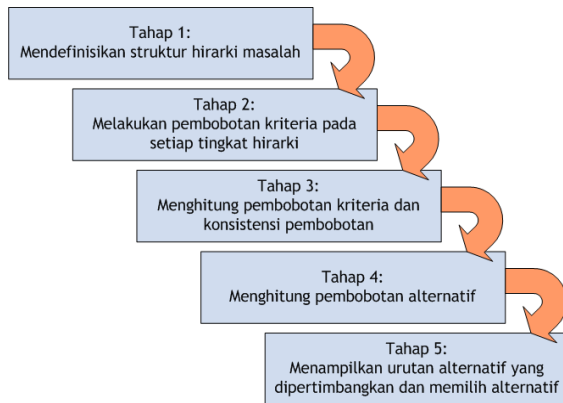 Tahap 1:
Mendefinisikan struktur hirarki masalah
Tahap 2:
Melakukan pembobotan kriteria pada
setiap tingkat hirarki
Tahap 3:
Menghitung pembobotan kriteria dan
konsistensi pembobotan
Tahap 4:
Menghitung pembobotan alternatif
Tahap 5:
Menampilkan urutan alternatif yang
dipertimbangkan dan memilih alternatif